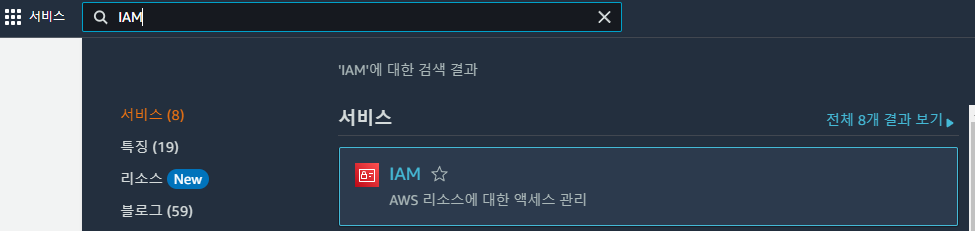 서비스
IAM
'IAM'에 대한 검색 결과
서비스 (8)
특징 (19)
리소스 New
블로그 (59)
서비스
전체 8개 결과 보기
IAM
AWS 리소스에 대한 액세스 관리